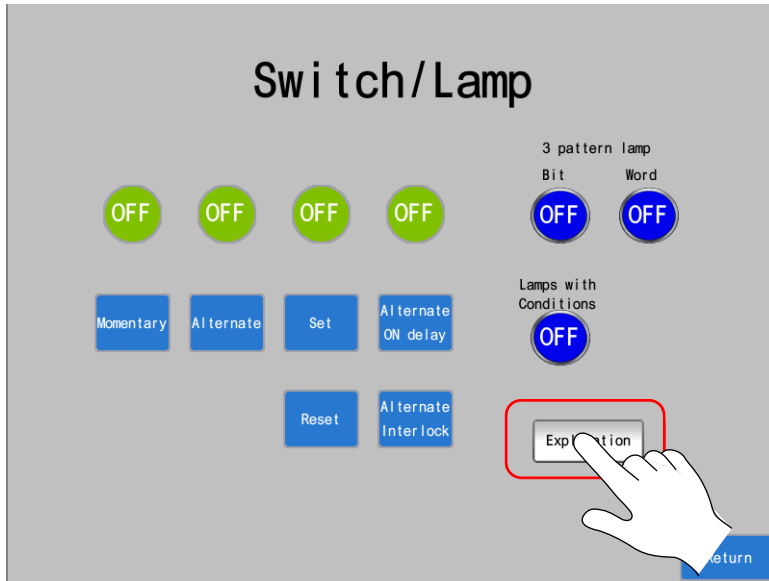 Switch/Lamp
3 pattern lamp
Bit Word
OFF OFF OFF OFF OFF OFF
Lamps with
Conditions
OFF
Momentary
Alternate
Set
Alternate
ON delay
Reset
Alternate
Interlock